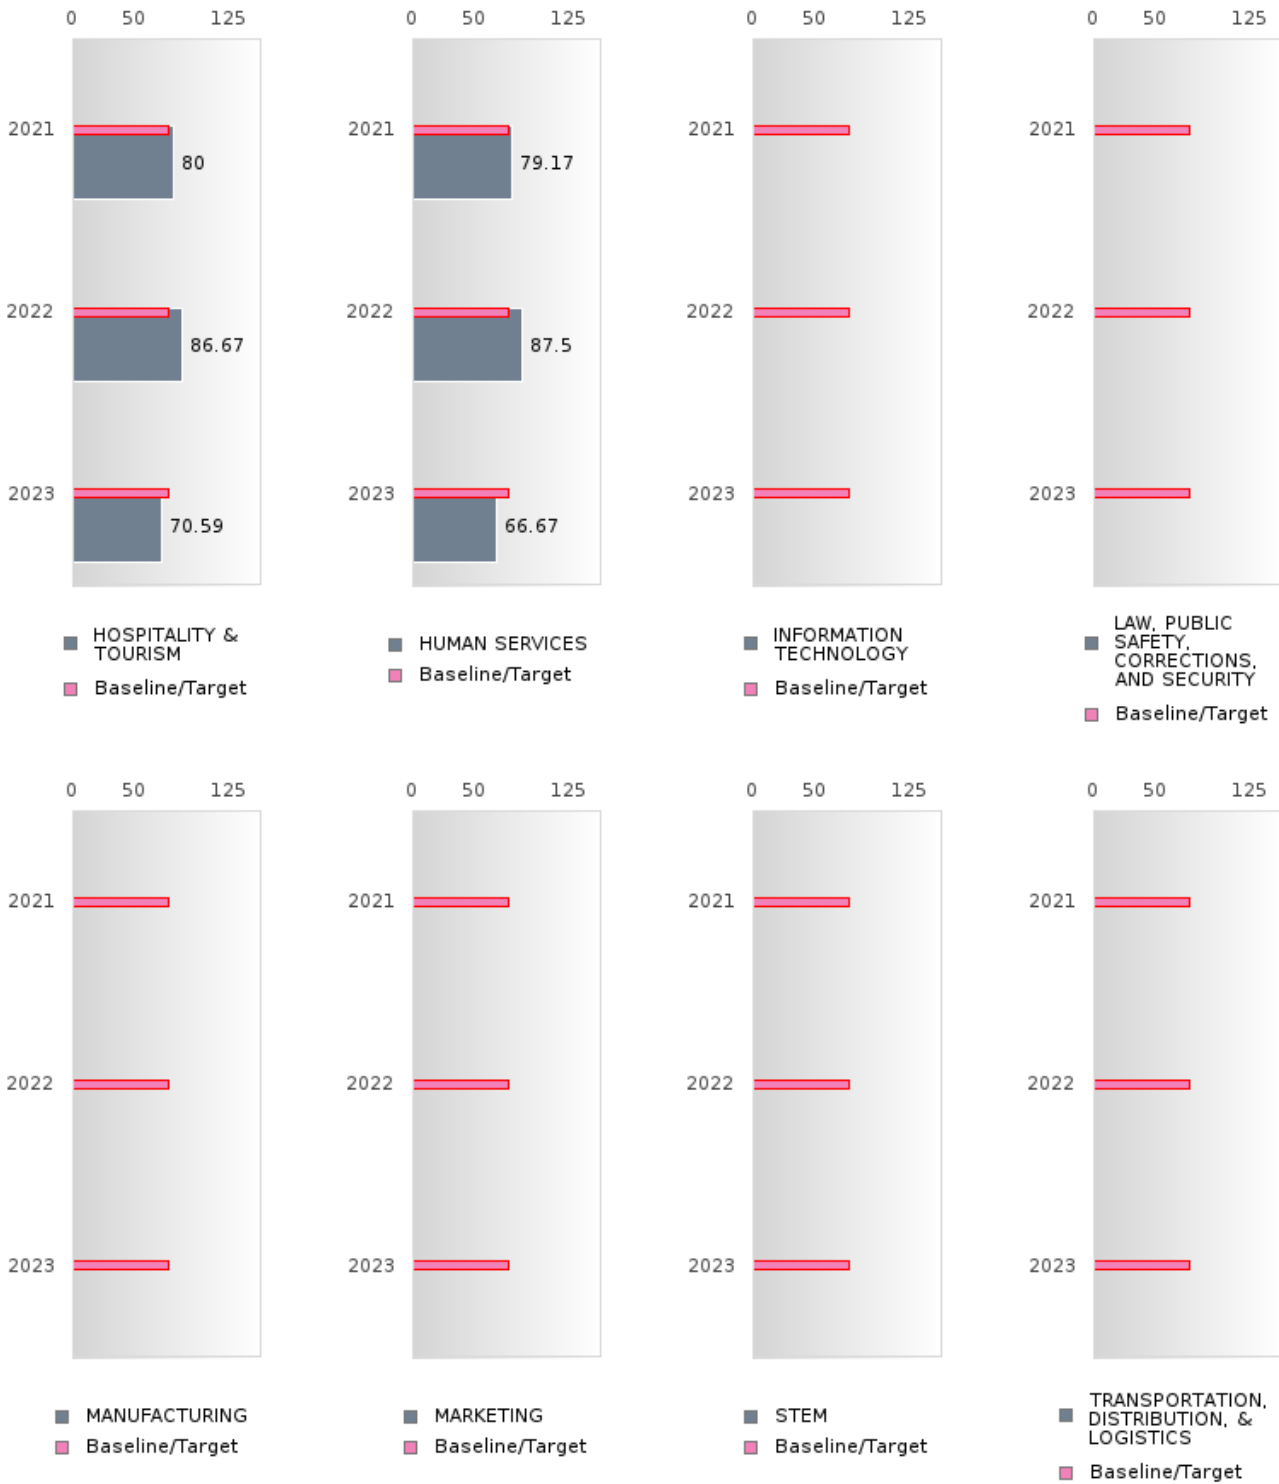 0 50 125 0 50 125 0 50 125 0 50 125
2021 80 2021 79.17 2021 2021
2022 86.67 2022 87.5 2022 2022
2023 70.59 2023 66.67 2023 2023
HOSPITALITY &
TOURISM
Baseline/Target
HUMAN SERVICES
Baseline/Target
INFORMATION
TECHNOLOGY
Baseline/Target
LAW, PUBLIC
SAFETY,
CORRECTIONS,
AND SECURITY
Baseline/Target
0 50 125 0 50 125 0 50 125 0 50 125
2021 2021 2021 2021
2022 2022 2022 2022
2023 2023 2023 2023
MANUFACTURING
Baseline/Target
MARKETING
Baseline/Target
STEM
Baseline/Target
TRANSPORTATION,
DISTRIBUTION, &
LOGISTICS
Baseline/Target